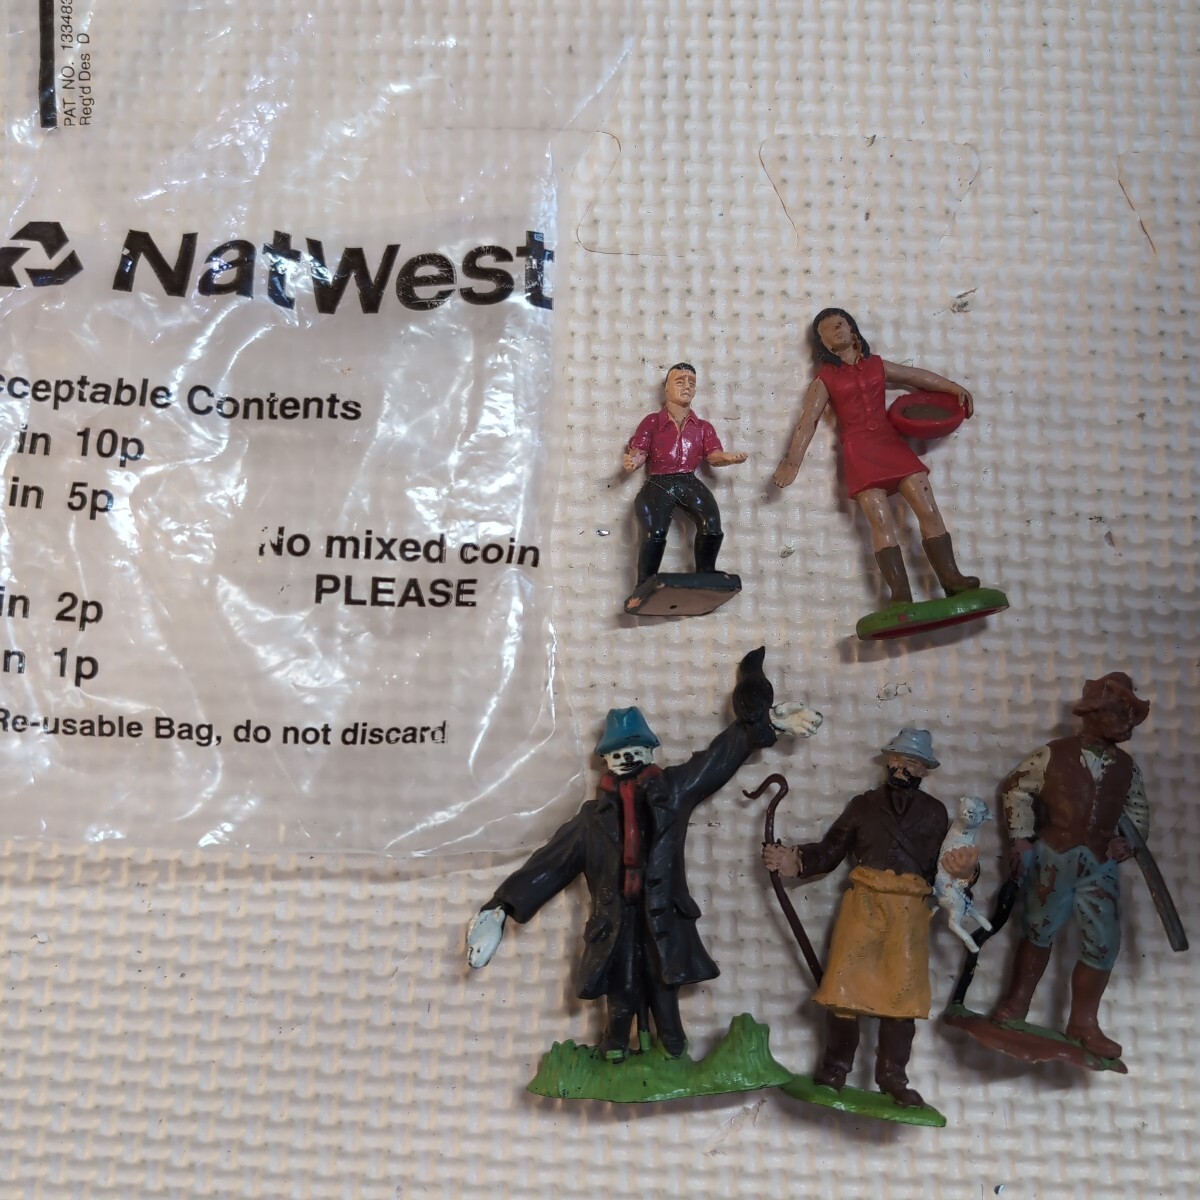 PAT NO. 133483
Reg'd Des D
NatWest
cceptable Contents
in 10p
in 5p
No mixed coin
PLEASE
in 2p
n 1p
Re-usable Bag, do not discard